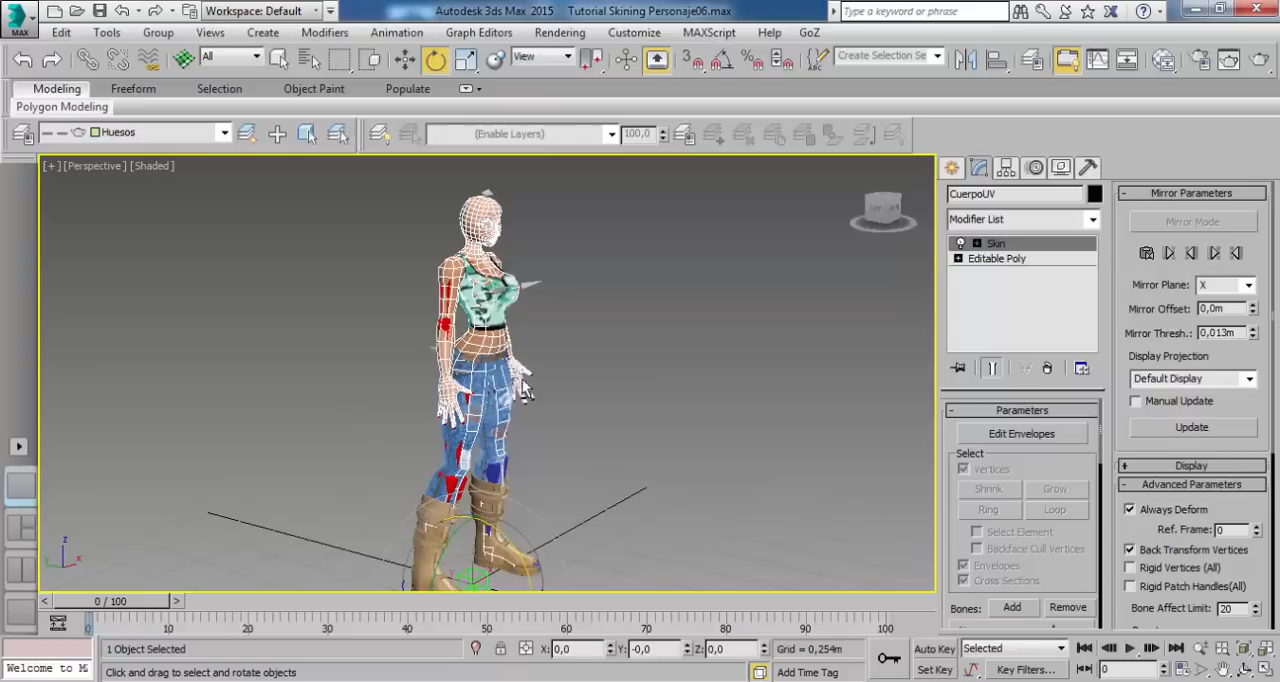 Workspace: Default
Autodesk 3ds Max 2015 Tutorial Skining Personaje06.max
Type a keyword or phrase
MAX
Edit Tools Group Views Create Modifiers Animation Graph Editors Rendering Customize MAXScript Help GoZ
All
View
3
Create Selection Se
Modeling Freeform Selection Object Paint Populate
Polygon Modeling
Huesos
(Enable Layers)
100,0
[+] [Perspective] [Shaded]
CuerpoUV
Modifier List
Skin
Editable Poly
Parameters
Edit Envelopes
Select
Vertices
Shrink Grow
Ring Loop
Select Element
Backface Cull Vertices
Envelopes
Cross Sections
Bones: Add Remove
Mirror Parameters
Mirror Mode
Mirror Plane: X
Mirror Offset: 0,0m
Mirror Thresh.: 0,013m
Display Projection
Default Display
Manual Update
Update
Display
Advanced Parameters
Always Deform
Ref. Frame: 0
Back Transform Vertices
Rigid Vertices (All)
Rigid Patch Handles(All)
Bone Affect Limit: 20
z
x
0 / 100
0 10 20 30 40 50 60 70 80 90 100
1 Object Selected
X: 0,0 Y: -0,0 Z: 0,0
Grid = 0,254m
Auto Key Selected
Welcome to M
Click and drag to select and rotate objects
Add Time Tag
Set Key Key Filters...
0